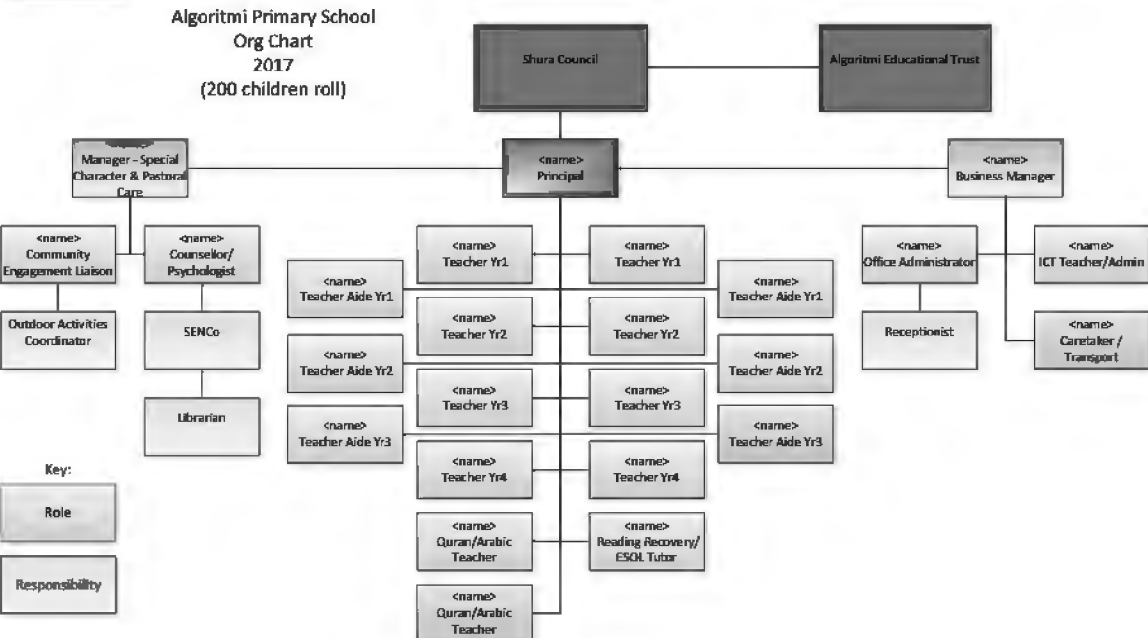 Algoritmi Primary School
Org Chart
2017
(200 children roll)
Shura Council
Algoritmi Educational Trust
Manager - Special
Character & Pastoral
Care
<name>
Principal
<name>
Business Manager
<name>
Community
Engagement Liaison
<name>
Counsellor/
Psychologist
<name>
Teacher Yr1
<name>
Teacher Yr1
<name>
Office Administrator
<name>
ICT Teacher/Admin
<name>
Teacher Aide Yr1
<name>
Teacher Aide Yr1
Outdoor Activities
Coordinator
SENCo
<name>
Teacher Yr2
<name>
Teacher Yr2
Receptionist
<name>
Caretaker /
Transport
<name>
Teacher Aide Yr2
<name>
Teacher Aide Yr2
Librarian
<name>
Teacher Yr3
<name>
Teacher Yr3
<name>
Teacher Aide Yr3
<name>
Teacher Aide Yr3
<name>
Teacher Yr4
<name>
Teacher Yr4
Key:
Role
Responsibility
<name>
Quran/Arabic
Teacher
<name>
Reading Recovery/
ESOL Tutor
<name>
Quran/Arabic
Teacher